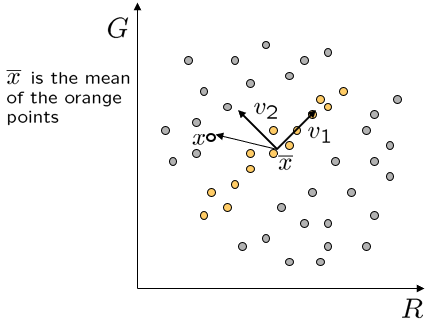 G
x̅ is the mean
of the orange
points
v₂
v₁
x
x̅
R